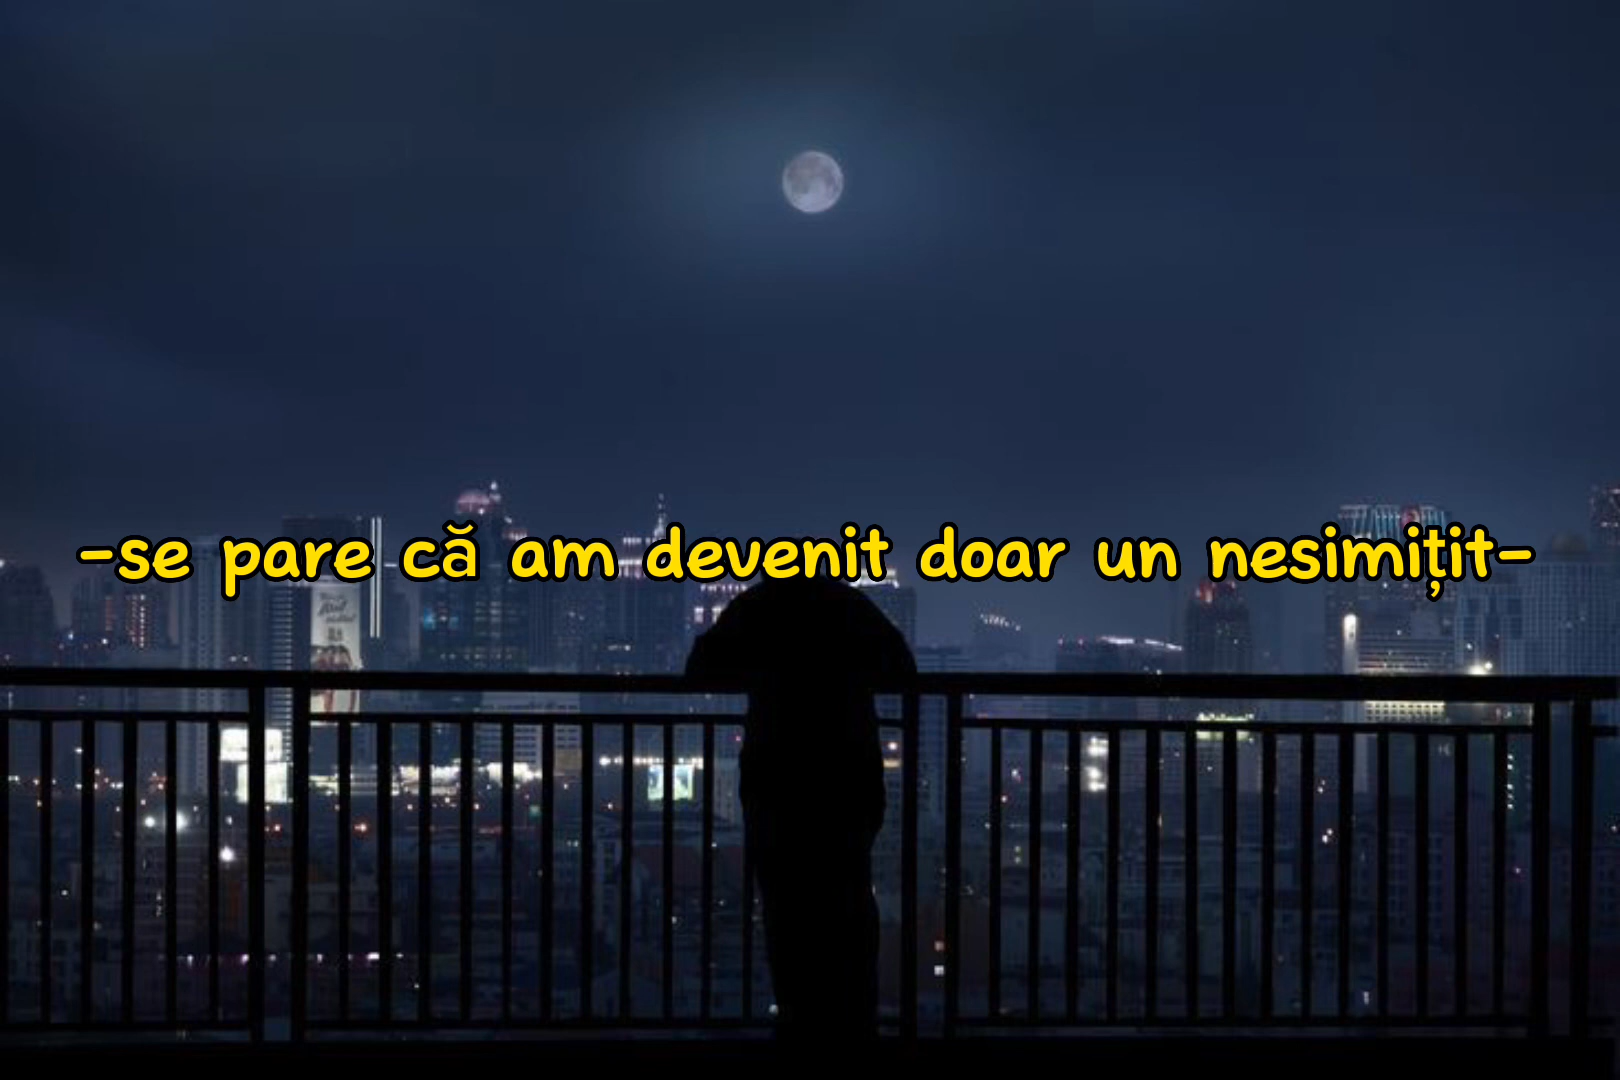 -se pare că am devenit doar un nesimițit-